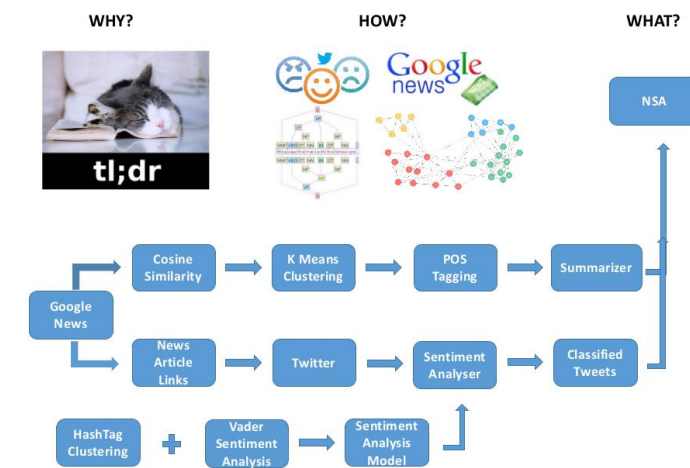 WHY?
HOW?
WHAT?
Google
news
tl;dr
NSA
Cosine
Similarity
K Means
Clustering
POS
Tagging
Summarizer
Google
News
News
Article
Links
Twitter
Sentiment
Analyser
Classified
Tweets
HashTag
Clustering
Vader
Sentiment
Analysis
Sentiment
Analysis
Model